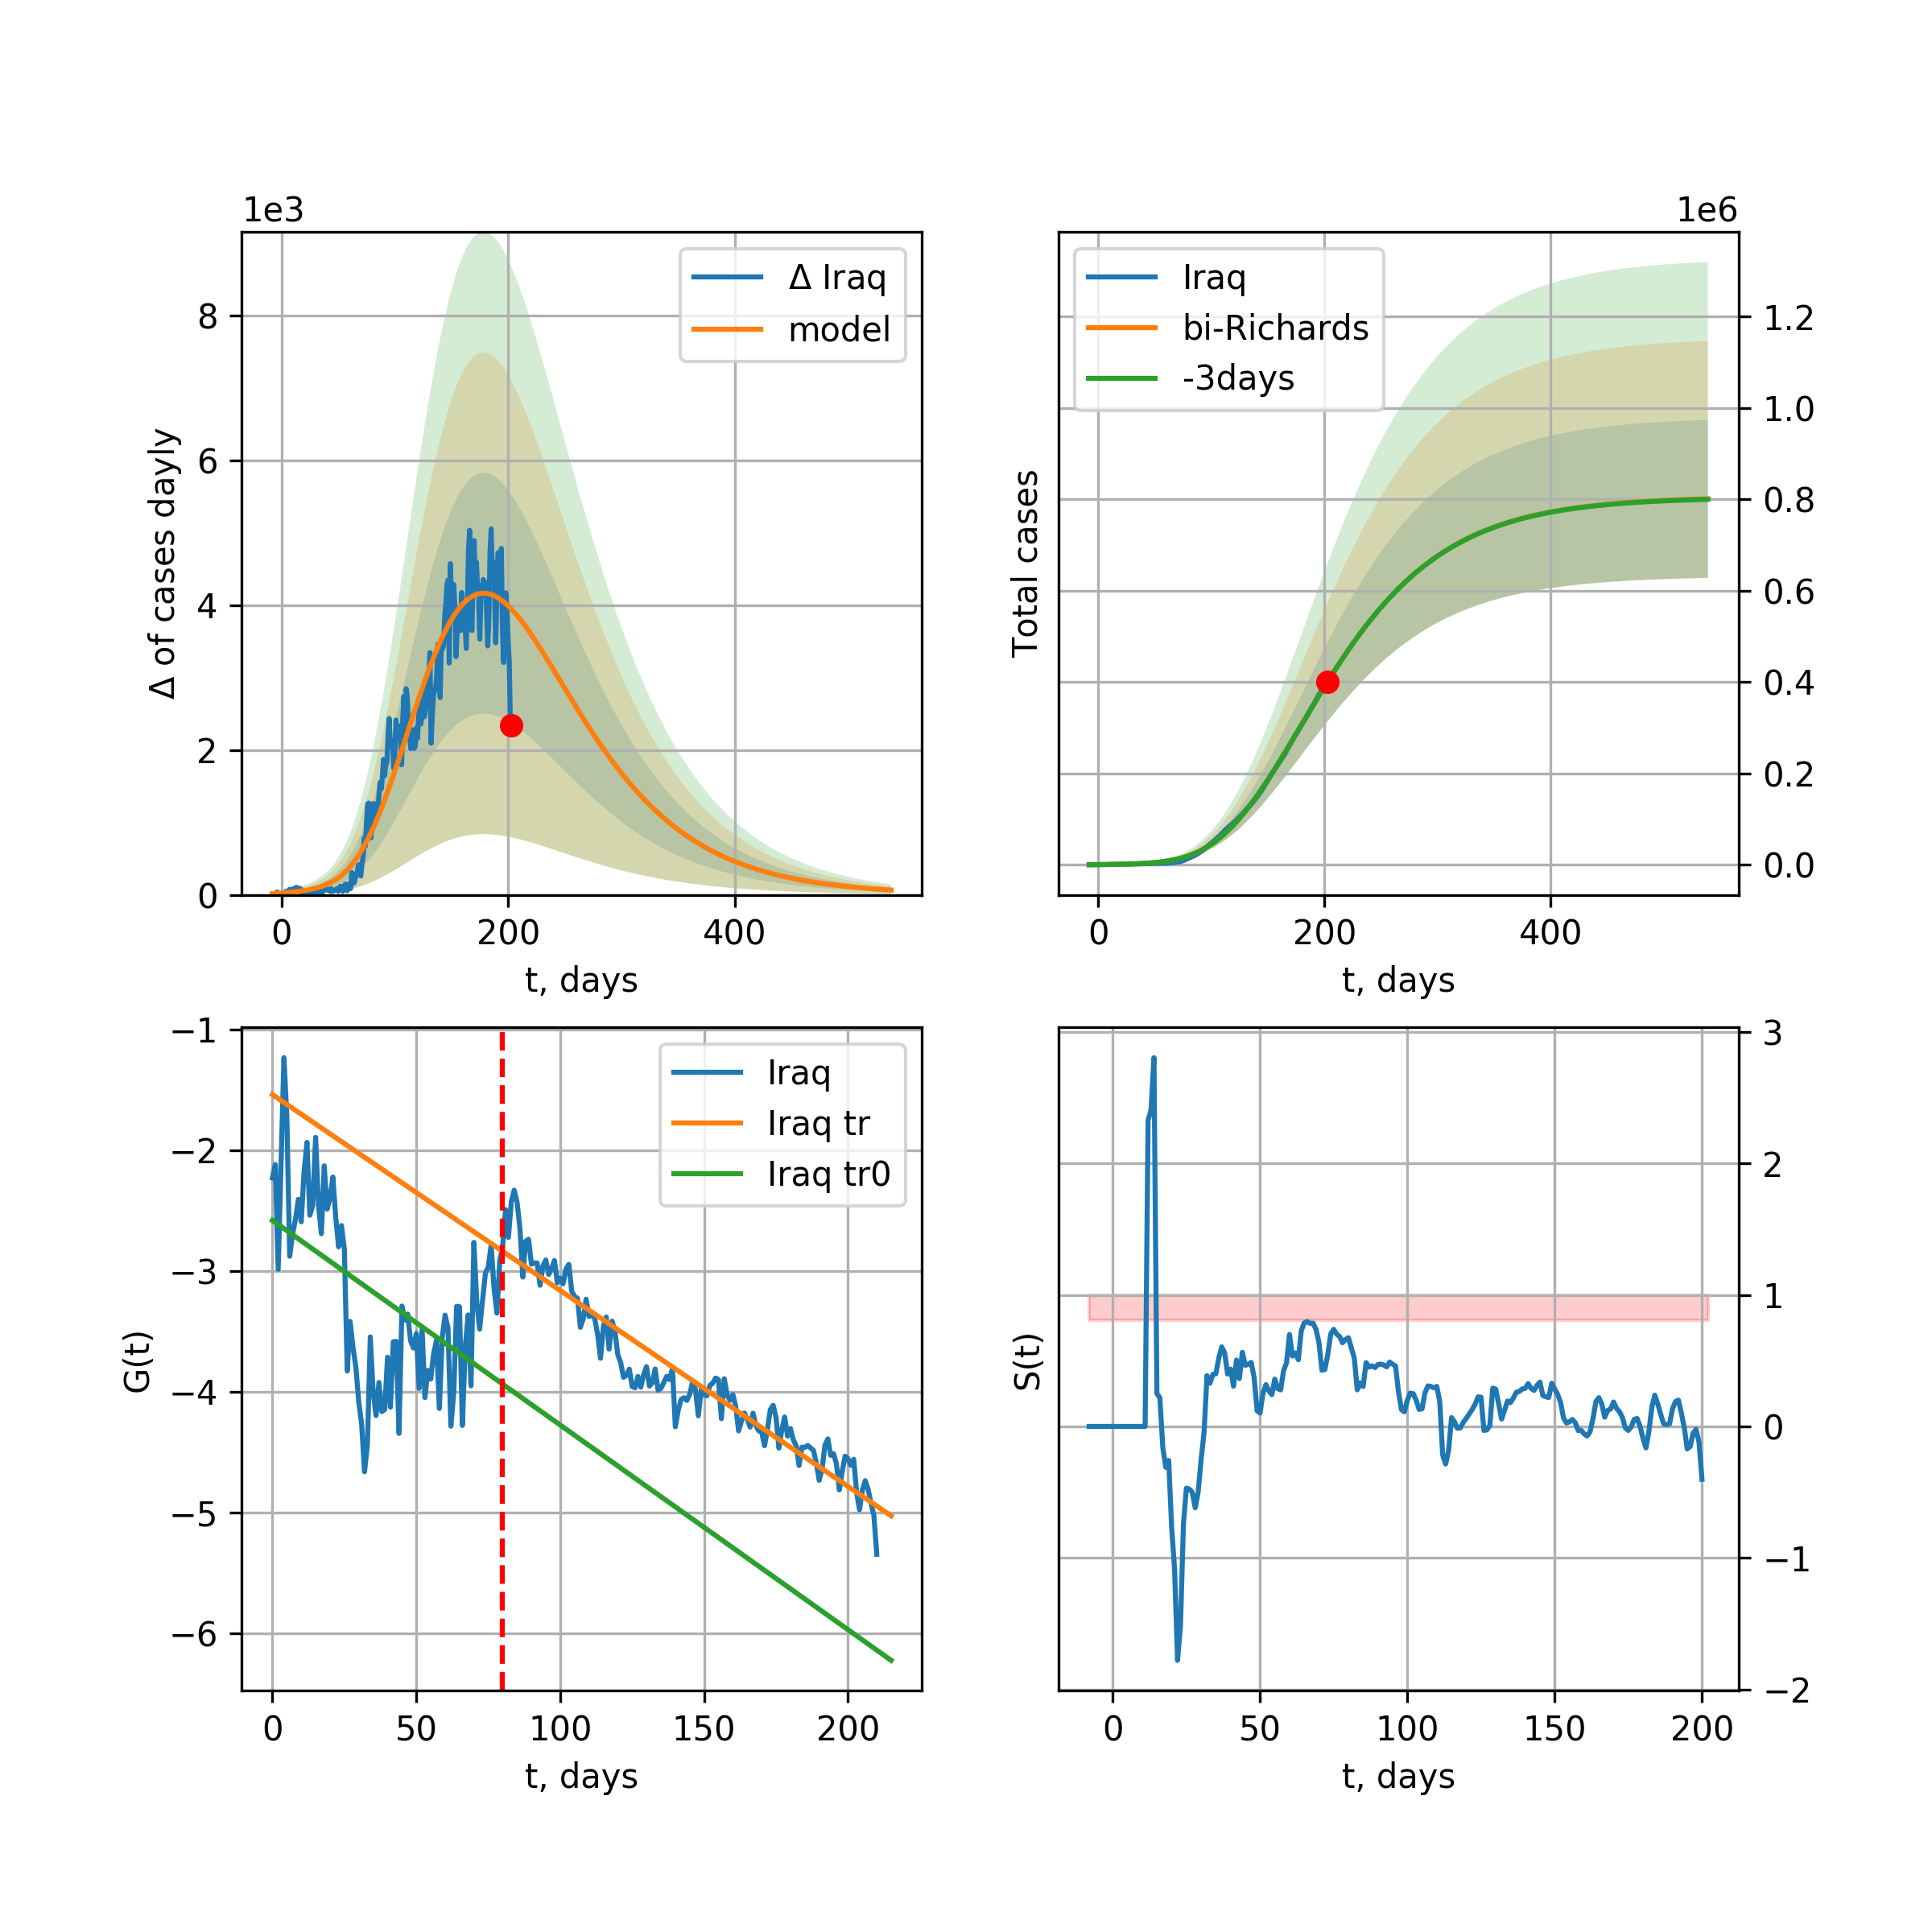 1e3
Δ of cases dayly
8
6
4
2
0
Δ Iraq
model
0 200 400
t, days
1e6
Total cases
Iraq
bi-Richards
-3days
1.2
1.0
0.8
0.6
0.4
0.2
0.0
0 200 400
t, days
G(t)
−1
−2
−3
−4
−5
−6
Iraq
Iraq tr
Iraq tr0
0 50 100 150 200
t, days
S(t)
3
2
1
0
−1
−2
0 50 100 150 200
t, days